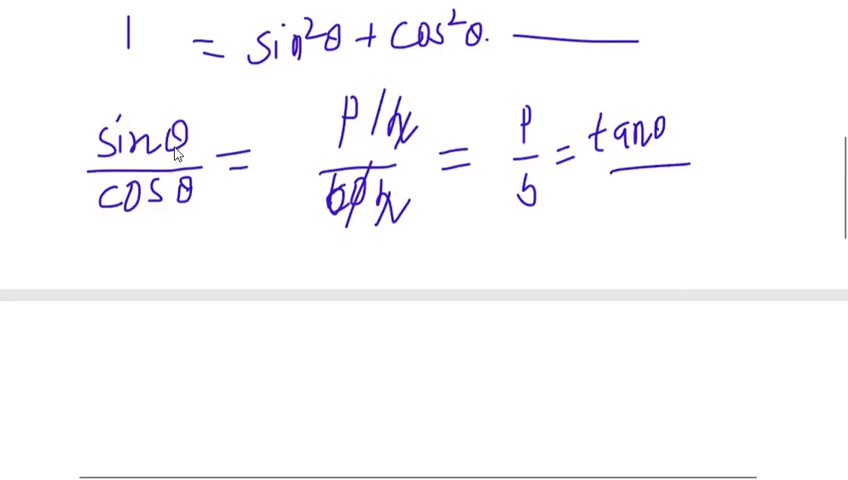 1 = sin²θ + cos²θ.
sinθ/cosθ = (p/h)/(b/h) = p/b = tanθ